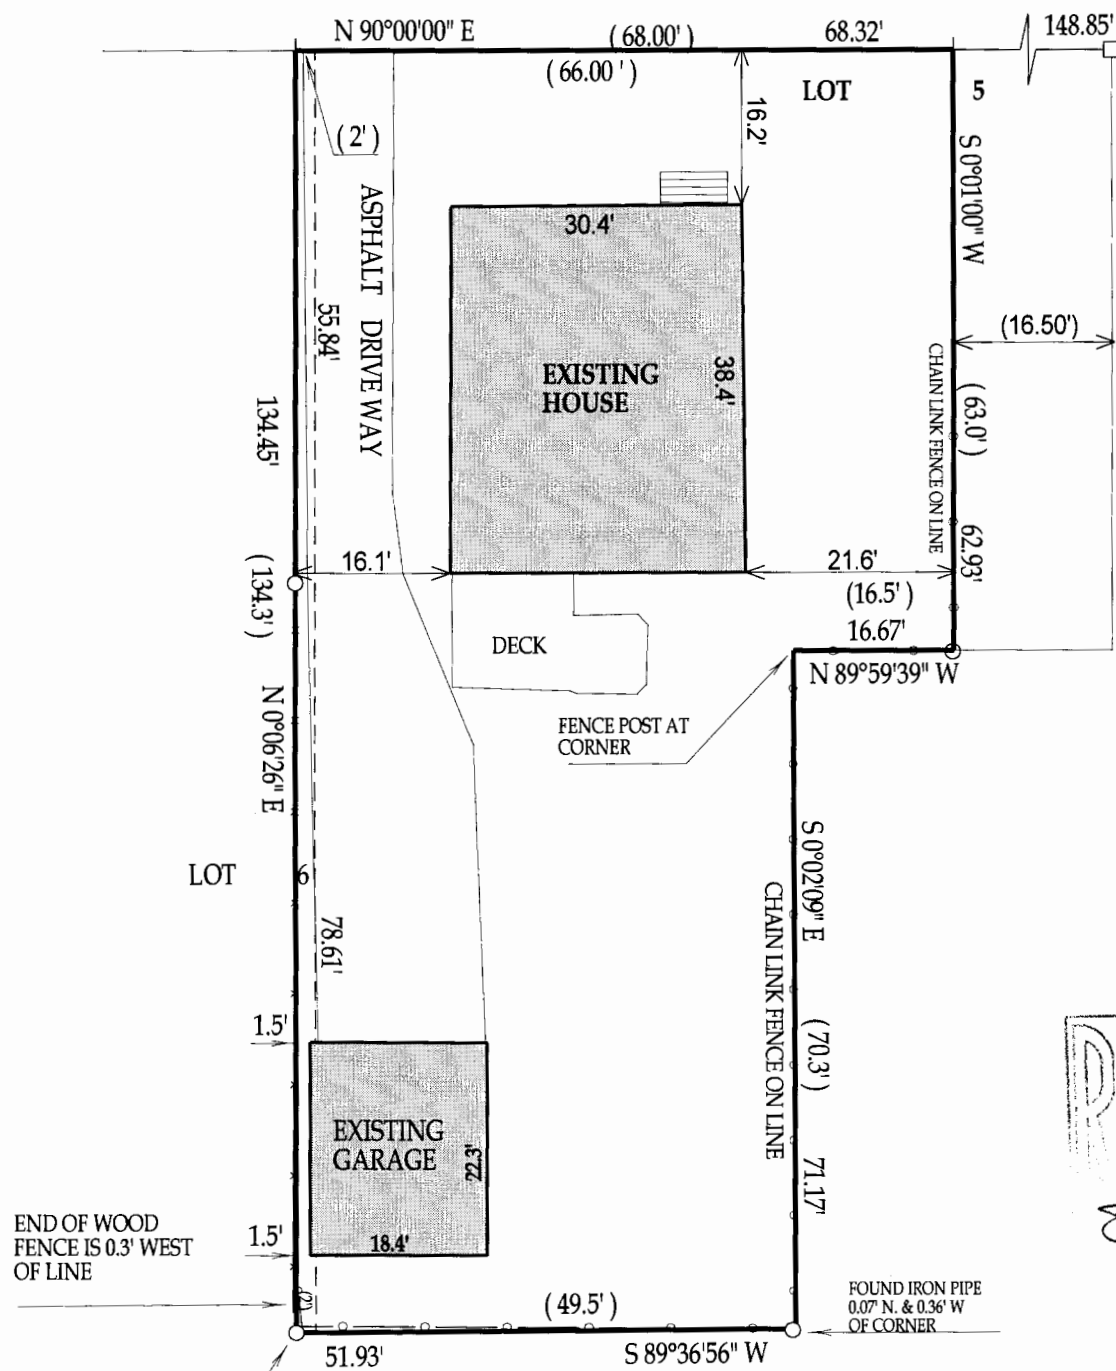 N 90°00'00" E
( 68.00' )
68.32'
148.85'
( 66.00 ' )
LOT
5
( 2' )
16.2'
S 0°01'00" W
ASPHALT DRIVEWAY
30.4'
55.84'
(16.50')
EXISTING
HOUSE
38.4'
CHAIN LINK FENCE ON LINE
( 63.0' )
134.45'
62.93'
16.1'
21.6'
(16.5' )
( 134.3' )
16.67'
DECK
N 89°59'39" W
N 0°06'26" E
FENCE POST AT
CORNER
S 0°02'09" E
LOT
6
78.61'
CHAIN LINK FENCE ON LINE
1.5'
( 70.3' )
EXISTING
GARAGE
22.3'
71.17'
END OF WOOD
FENCE IS 0.3' WEST
OF LINE
1.5'
18.4'
(2')
( 49.5' )
FOUND IRON PIPE
0.07' N. & 0.36' W
OF CORNER
51.93'
S 89°36'56" W
R